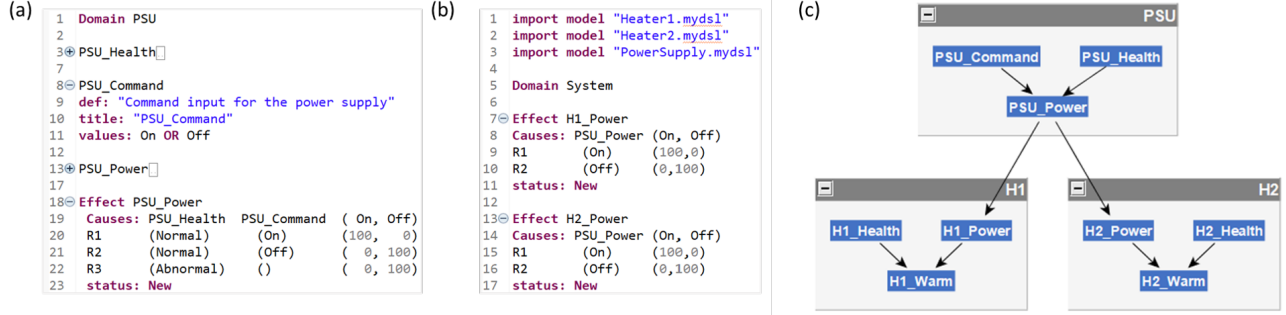 (a)
1 Domain PSU
2
3 PSU_Health
7
8 PSU_Command
9 def: "Command input for the power supply"
10 title: "PSU_Command"
11 values: On OR Off
12
13 PSU_Power
17
18 Effect PSU_Power
19 Causes: PSU_Health PSU_Command ( On, Off)
20 R1 (Normal) (On) (100, 0)
21 R2 (Normal) (Off) ( 0, 100)
22 R3 (Abnormal) () ( 0, 100)
23 status: New
(b)
1 import model "Heater1.mydsl"
2 import model "Heater2.mydsl"
3 import model "PowerSupply.mydsl"
4
5 Domain System
6
7 Effect H1_Power
8 Causes: PSU_Power (On, Off)
9 R1 (On) (100,0)
10 R2 (Off) (0,100)
11 status: New
12
13 Effect H2_Power
14 Causes: PSU_Power (On, Off)
15 R1 (On) (100,0)
16 R2 (Off) (0,100)
17 status: New
(c)
PSU
PSU_Command PSU_Health
PSU_Power
H1
H1_Health H1_Power
H1_Warm
H2
H2_Power H2_Health
H2_Warm